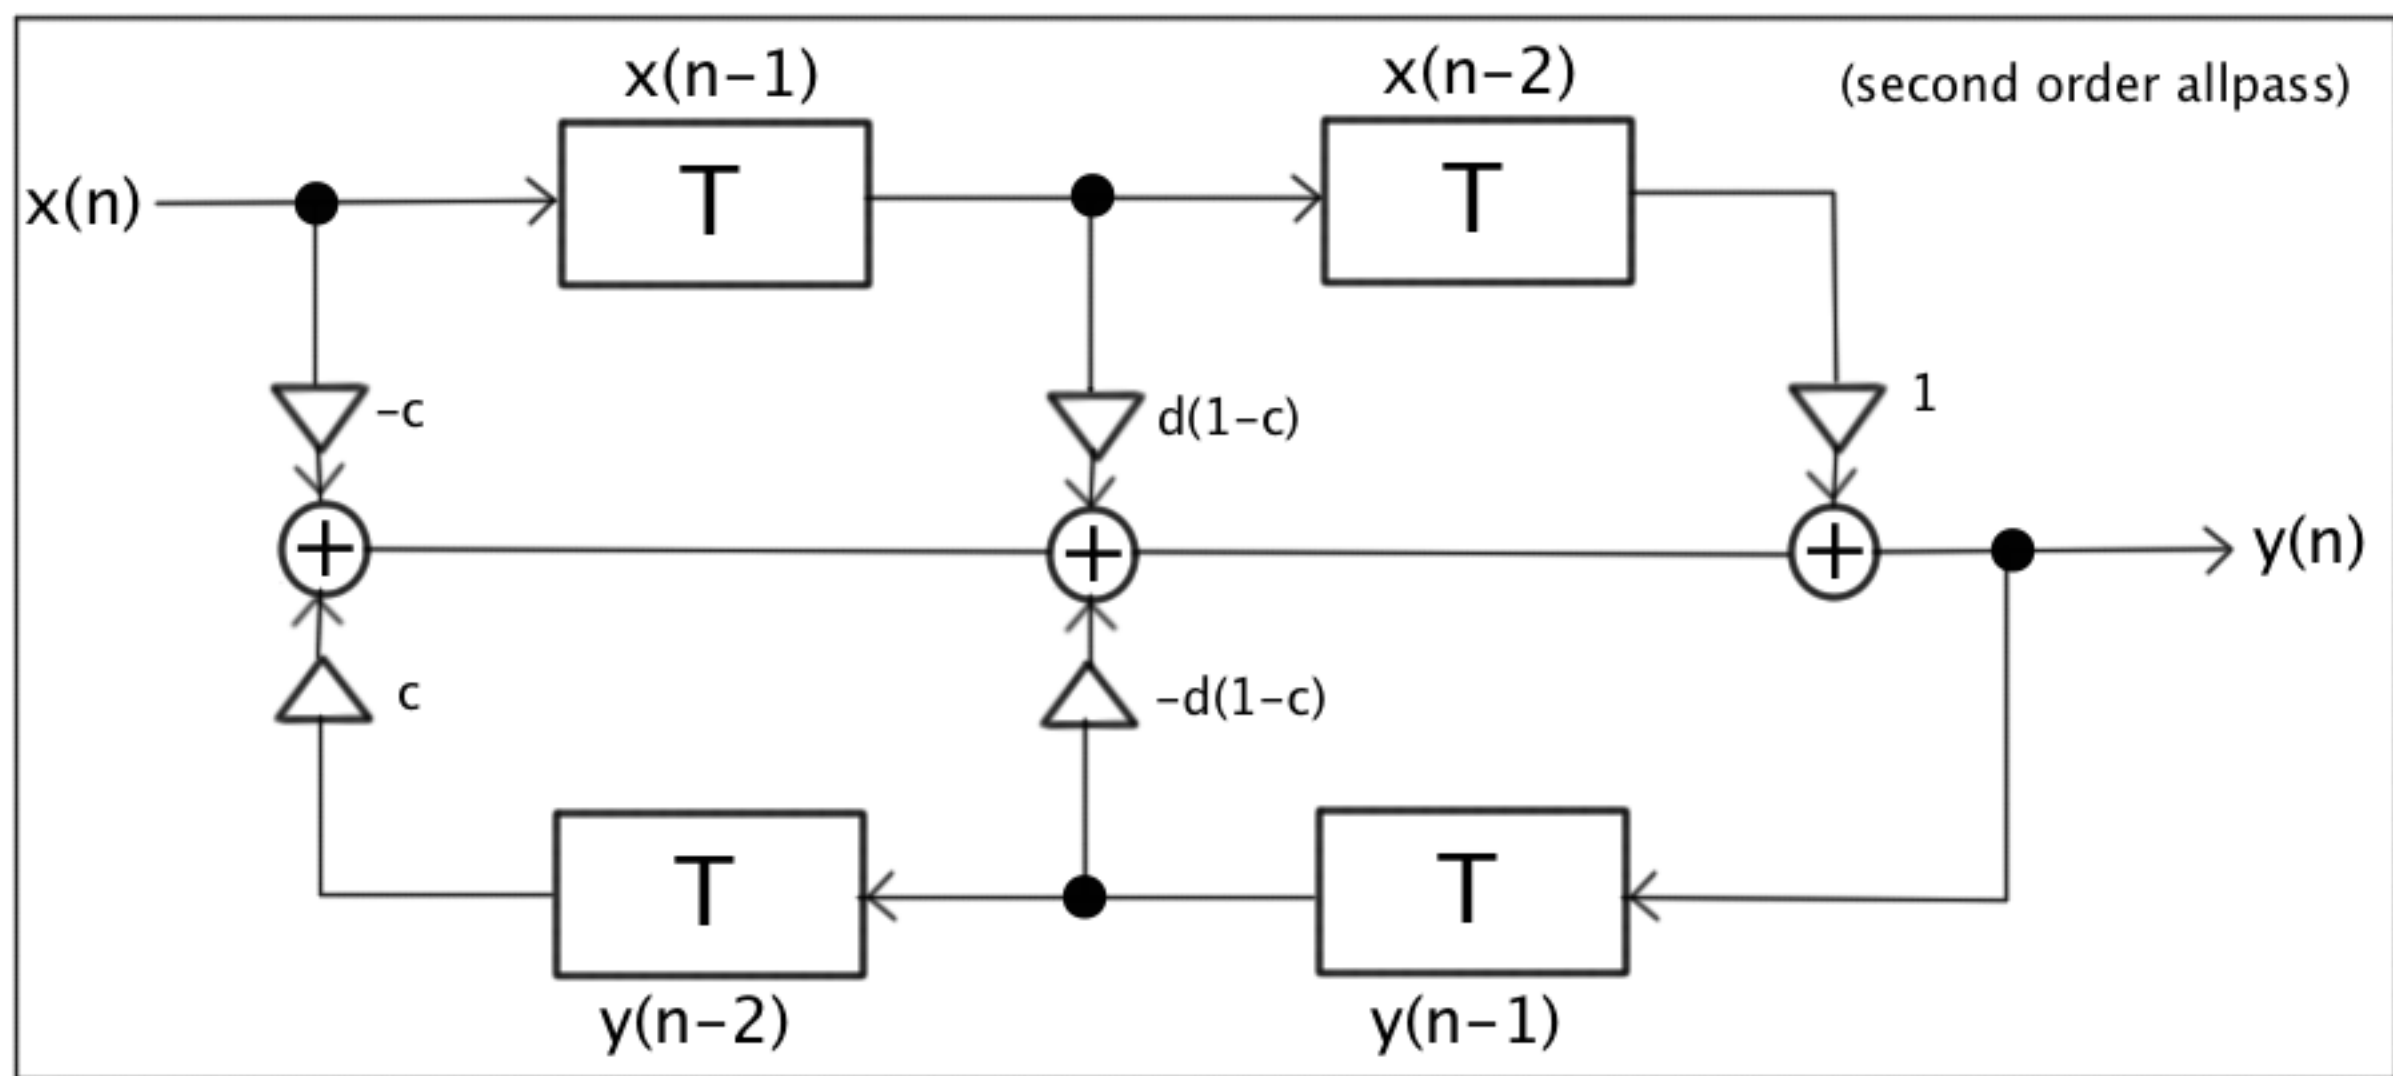 x(n-1)
x(n-2)
(second order allpass)
x(n)
T
T
-c
d(1-c)
1
+
+
+
y(n)
c
-d(1-c)
T
T
y(n-2)
y(n-1)